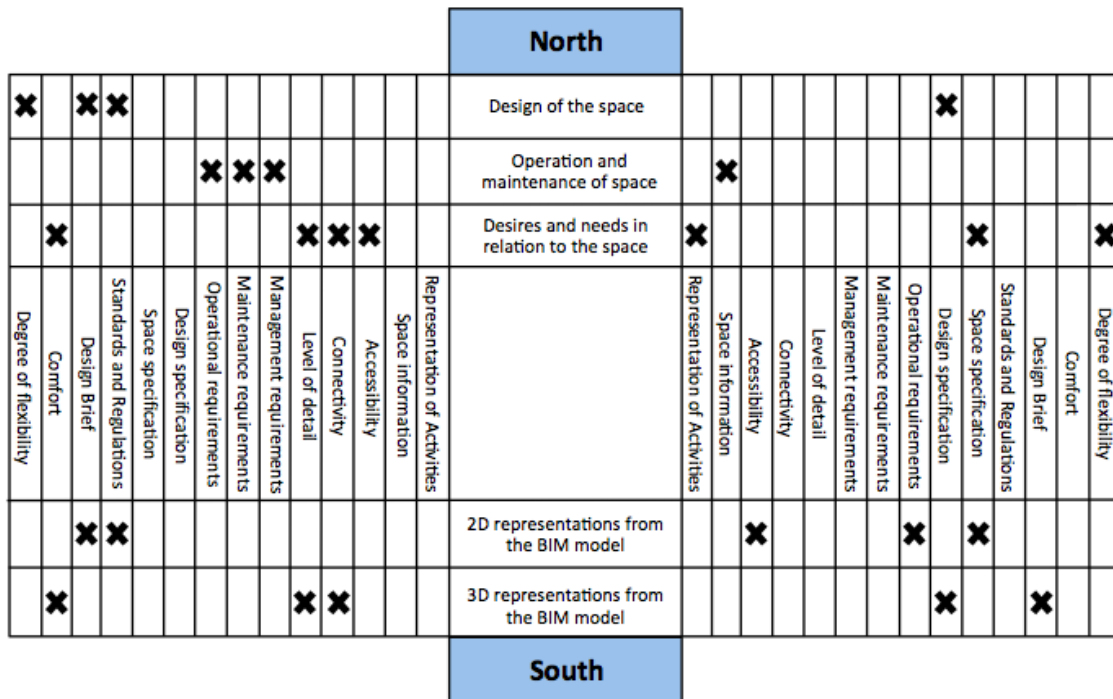 North
Design of the space
Operation and
maintenance of space
Desires and needs in
relation to the space
Degree of flexibility
Comfort
Design Brief
Standards and Regulations
Space specification
Design specification
Operational requirements
Maintenance requirements
Management requirements
Level of detail
Connectivity
Accessibility
Space information
Representation of Activities
Representation of Activities
Space information
Accessibility
Connectivity
Level of detail
Management requirements
Maintenance requirements
Operational requirements
Design specification
Space specification
Standards and Regulations
Design Brief
Comfort
Degree of flexibility
2D representations from
the BIM model
3D representations from
the BIM model
South